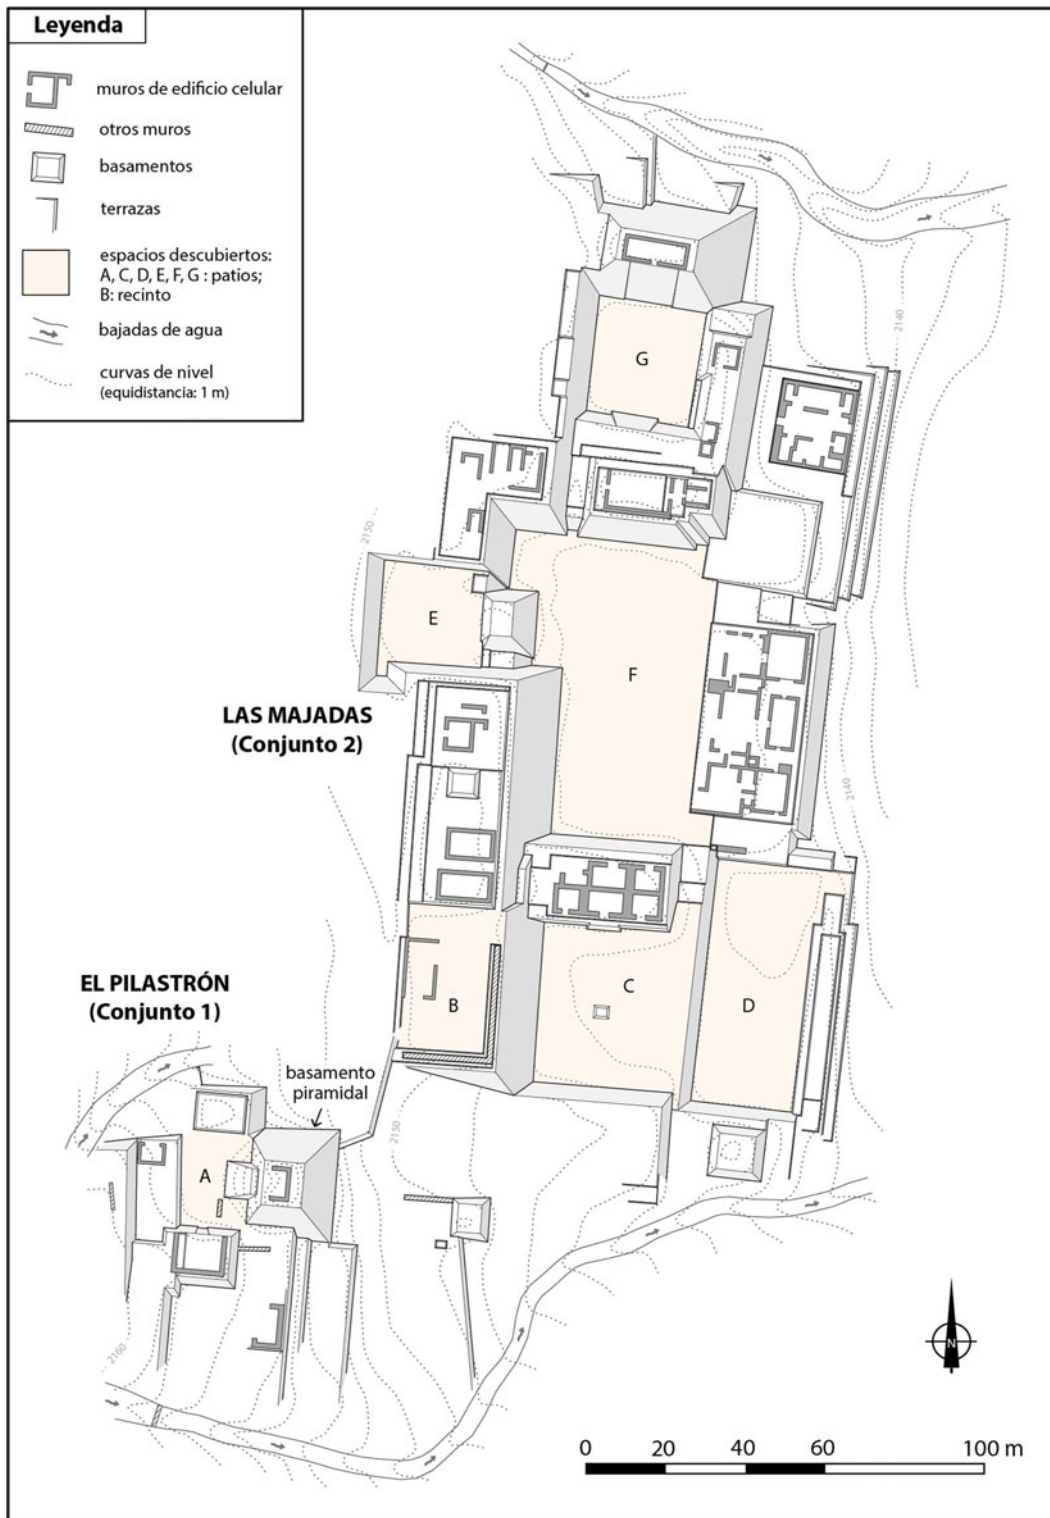 Leyenda
muros de edificio celular
otros muros
basamentos
terrazas
espacios descubiertos:
A, C, D, E, F, G : patios;
B: recinto
bajadas de agua
curvas de nivel
(equidistancia: 1 m)
2140
G
2150
E
F
LAS MAJADAS
(Conjunto 2)
2140
C
B
D
EL PILASTRÓN
(Conjunto 1)
basamento
piramidal
2150
A
2160
N
0 20 40 60 100 m